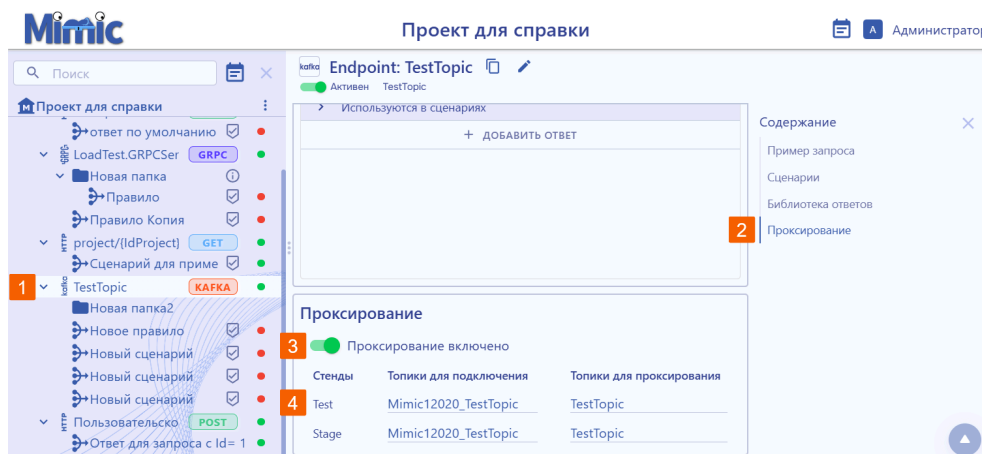 Mimic
Проект для справки
A Администратор
Поиск
Проект для справки
ответ по умолчанию
LoadTest.GRPCSer GRPC
Новая папка
Правило
Правило Копия
HTTP project/{IdProject} GET
Сценарий для приме
1 kafka TestTopic KAFKA
Новая папка2
Новое правило
Новый сценарий
Новый сценарий
Новый сценарий
HTTP Пользовательско POST
Ответ для запроса с Id= 1
kafka Endpoint: TestTopic
Активен TestTopic
Используются в сценариях
+ ДОБАВИТЬ ОТВЕТ
Проксирование
3 Проксирование включено
Стенды Топики для подключения Топики для проксирования
4 Test Mimic12020_TestTopic TestTopic
Stage Mimic12020_TestTopic TestTopic
Содержание
Пример запроса
Сценарии
Библиотека ответов
2 Проксирование